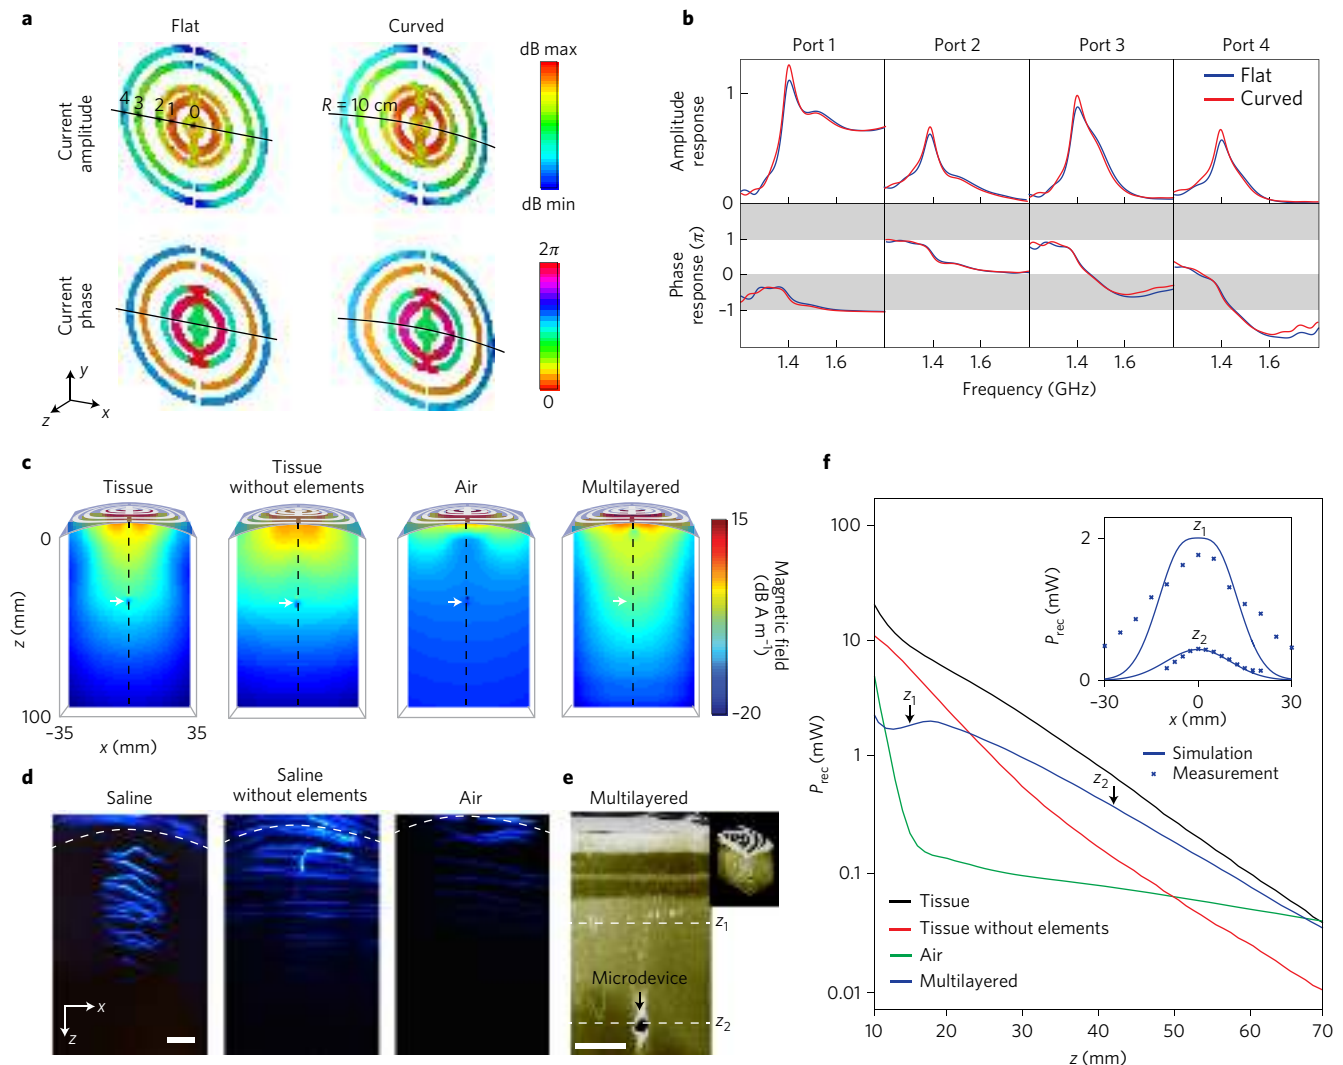 a
Flat
Curved
Current
amplitude
4 3 2 1 0
R = 10 cm
dB max
dB min
Current
phase
2π
0
y
x
z
b
Port 1
Port 2
Port 3
Port 4
Flat
Curved
Amplitude
response
1
0
Phase
response (π)
1
0
−1
1.4 1.6 1.4 1.6 1.4 1.6 1.4 1.6
Frequency (GHz)
c
Tissue
Tissue
without elements
Air
Multilayered
0
z (mm)
100
−35 35
x (mm)
15
Magnetic field
(dB A m⁻¹)
−20
d
Saline
Saline
without elements
Air
x
z
e
Multilayered
z₁
Microdevice
z₂
f
100
10
1
0.1
0.01
P_rec (mW)
z₁
z₂
2
0
P_rec (mW)
z₁
z₂
−30 0 30
x (mm)
Simulation
Measurement
Tissue
Tissue without elements
Air
Multilayered
10 20 30 40 50 60 70
z (mm)